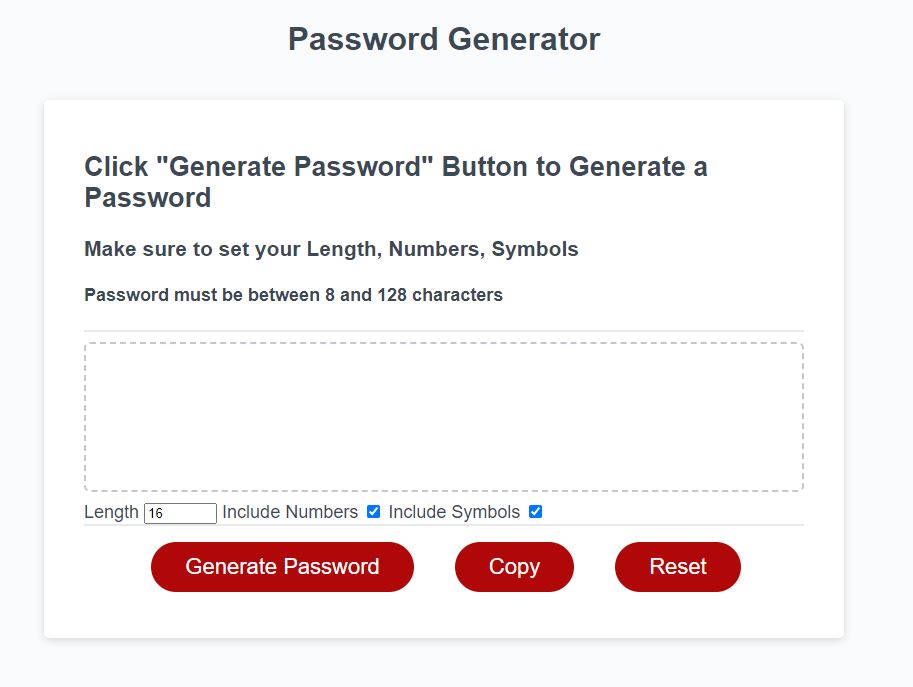 Password Generator
Click "Generate Password" Button to Generate a
Password
Make sure to set your Length, Numbers, Symbols
Password must be between 8 and 128 characters
Length 16 Include Numbers Include Symbols
Generate Password Copy Reset